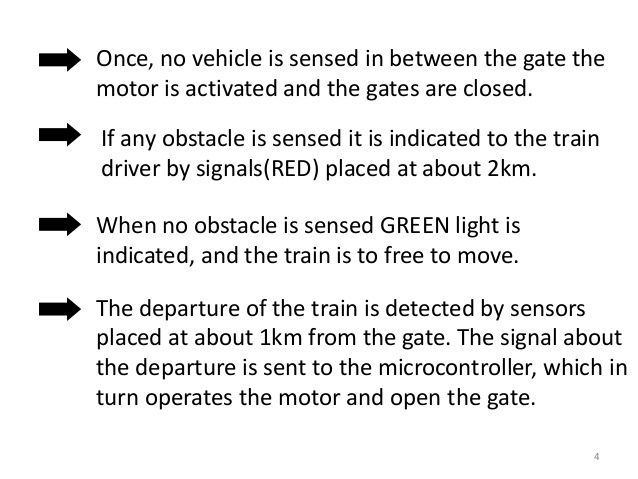 Once, no vehicle is sensed in between the gate the
motor is activated and the gates are closed.
If any obstacle is sensed it is indicated to the train
driver by signals(RED) placed at about 2km.
When no obstacle is sensed GREEN light is
indicated, and the train is to free to move.
The departure of the train is detected by sensors
placed at about 1km from the gate. The signal about
the departure is sent to the microcontroller, which in
turn operates the motor and open the gate.
4